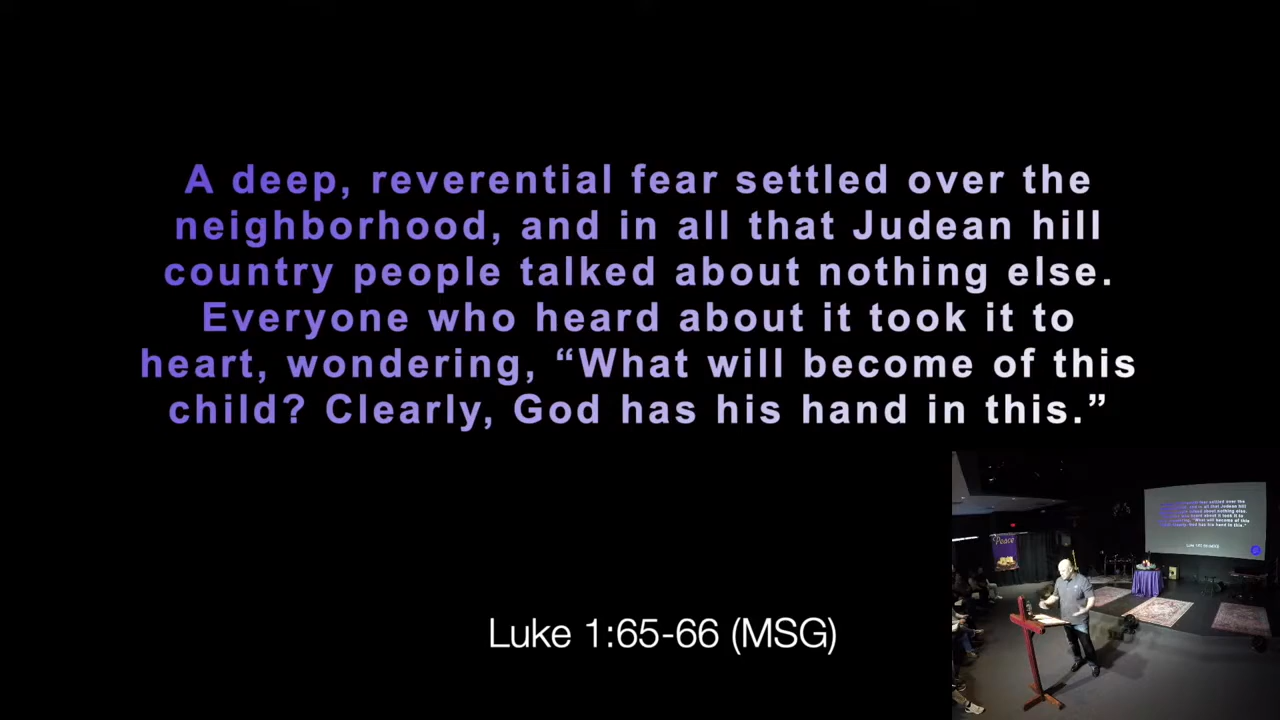 A deep, reverential fear settled over the
neighborhood, and in all that Judean hill
country people talked about nothing else.
Everyone who heard about it took it to
heart, wondering, “What will become of this
child? Clearly, God has his hand in this.”
Luke 1:65-66 (MSG)
Peace